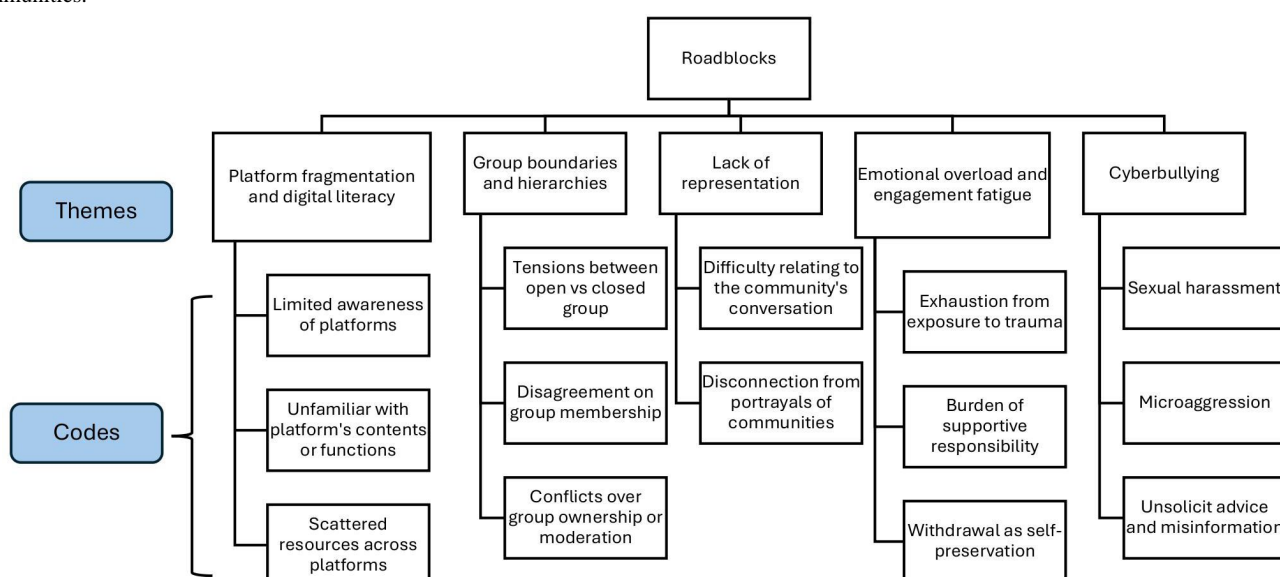 Roadblocks
Themes
Platform fragmentation
and digital literacy
Limited awareness
of platforms
Unfamiliar with
platform's contents
or functions
Scattered
resources across
platforms
Group boundaries
and hierarchies
Tensions between
open vs closed
group
Disagreement on
group membership
Conflicts over
group ownership or
moderation
Lack of
representation
Difficulty relating to
the community's
conversation
Disconnection from
portrayals of
communities
Emotional overload and
engagement fatigue
Exhaustion from
exposure to trauma
Burden of
supportive
responsibility
Withdrawal as self-
preservation
Cyberbullying
Sexual harassment
Microaggression
Unsolicit advice
and misinformation
Codes